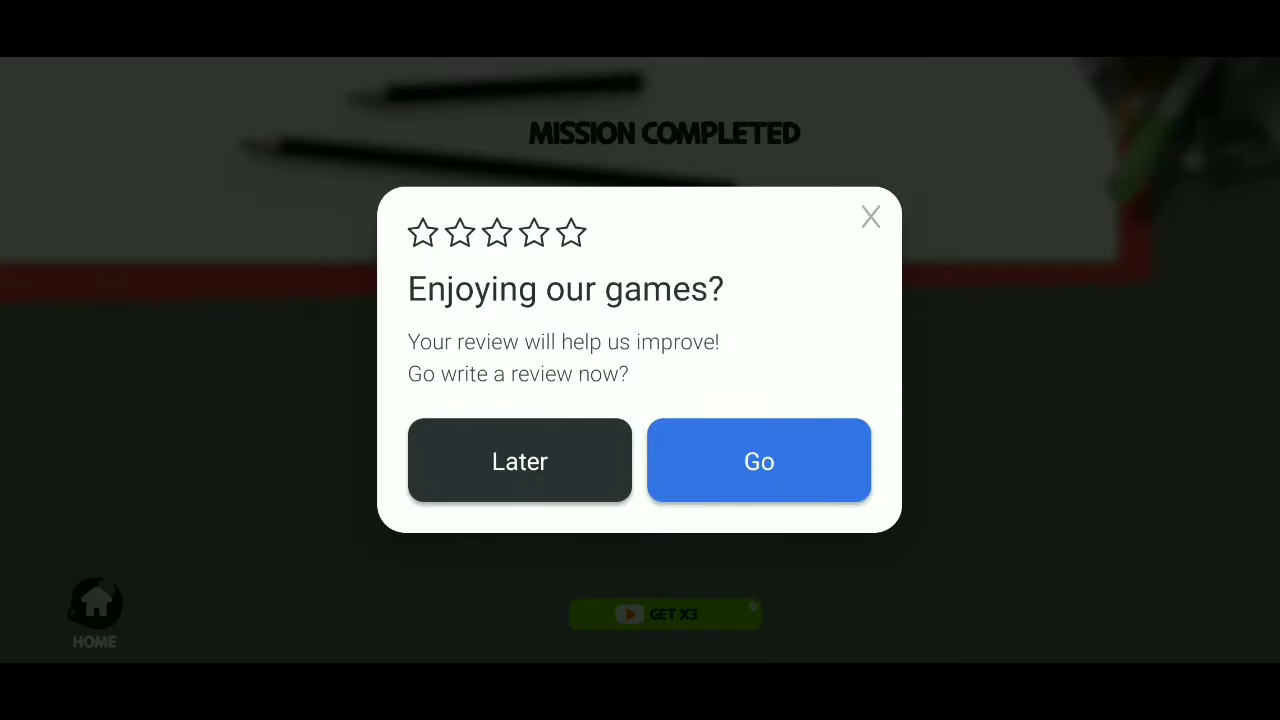 MISSION COMPLETED
Enjoying our games?
Your review will help us improve!
Go write a review now?
Later
Go
GET X3
HOME